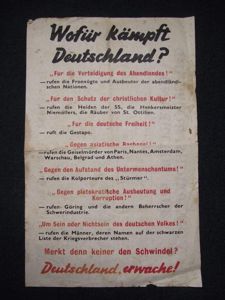 Wofür Kämpft
Deutschland?
„Für die Verteidigung des Abendlandes!"
—rufen die Fronvögte und Ausbeuter der abendländi-
schen Nationen.
„Für den Schutz der christlichen Kultur!"
—rufen die Heiden der SS, die Henkersmeister
Niemöllers, die Räuber von St. Ottilien.
„Für die deutsche Freiheit!"
— ruft die Gestapo.
„Gegen asiatische
—rufen die Geiselmörder von Paris, Nantes, Amsterdam,
Warschau, Belgrad und Athen.
„Gegen den Aufstand des Untermenschentums!"
— rufen die Kulporteure des „Stürmer".
„Gegen plutokratische Ausbeutung und
Korruption!"
—rufen Göring und die andern Beherrscher der
Schwerindustrie.
„Um Sein oder Nichtsein des deutschen Volkes!"
—rufen die Männer, deren Namen auf der schwarzen
Liste der Kriegsverbrecher stehen.
Merkt denn keiner den Schwindel?
Deutschland, erwache!